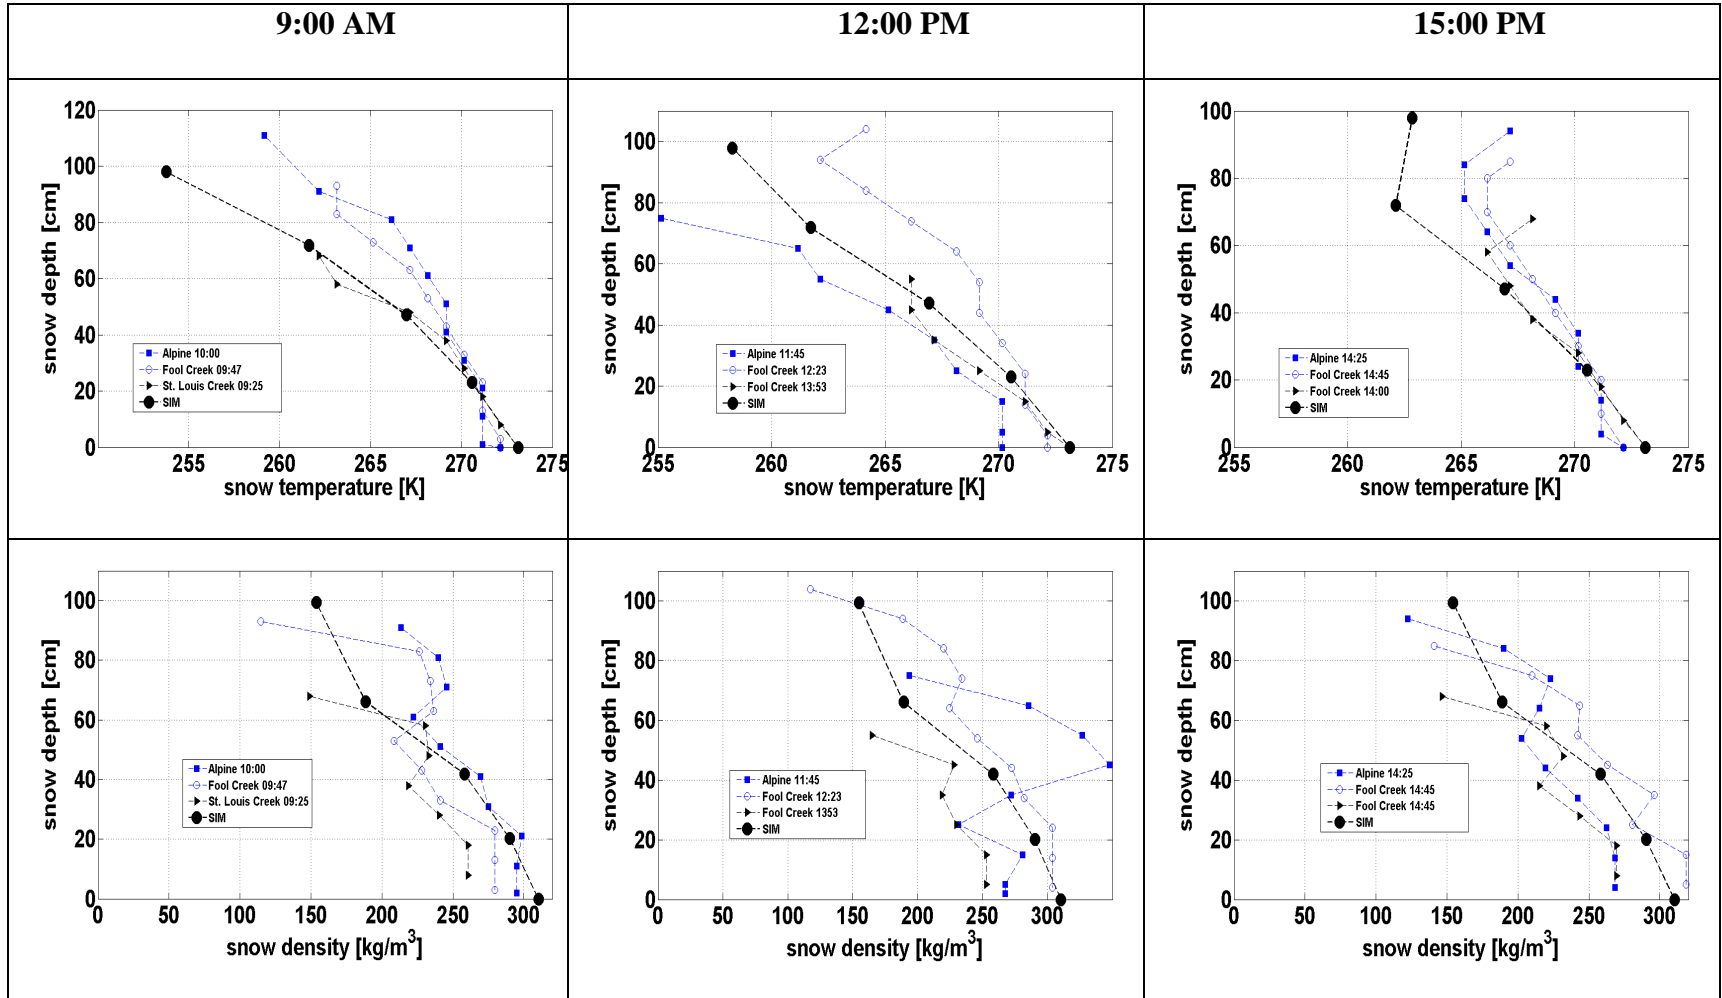 9:00 AM
12:00 PM
15:00 PM
120
100
80
60
40
20
0
255
260
265
270
275
snow depth [cm]
snow temperature [K]
Alpine 10:00
Fool Creek 09:47
St. Louis Creek 09:25
SIM
100
80
60
40
20
0
255
260
265
270
275
snow depth [cm]
snow temperature [K]
Alpine 11:45
Fool Creek 12:23
Fool Creek 13:53
SIM
100
80
60
40
20
0
255
260
265
270
275
snow depth [cm]
snow temperature [K]
Alpine 14:25
Fool Creek 14:45
Fool Creek 14:00
SIM
100
80
60
40
20
0
0
50
100
150
200
250
300
snow depth [cm]
snow density [kg/m³]
Alpine 10:00
Fool Creek 09:47
St. Louis Creek 09:25
SIM
100
80
60
40
20
0
0
50
100
150
200
250
300
snow depth [cm]
snow density [kg/m³]
Alpine 11:45
Fool Creek 12:23
Fool Creek 1353
SIM
100
80
60
40
20
0
0
50
100
150
200
250
300
snow depth [cm]
snow density [kg/m³]
Alpine 14:25
Fool Creek 14:45
Fool Creek 14:45
SIM